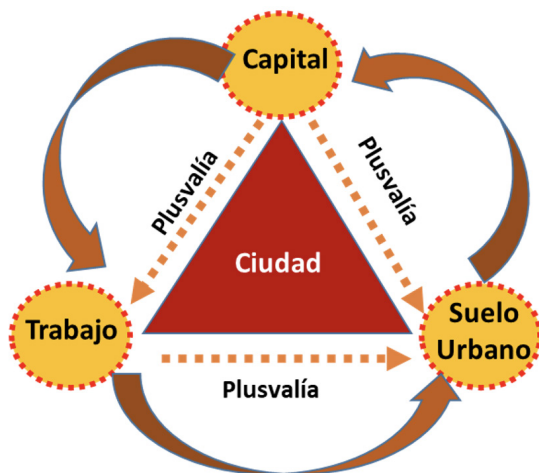 Capital
Plusvalía
Plusvalía
Ciudad
Trabajo
Suelo
Urbano
Plusvalía